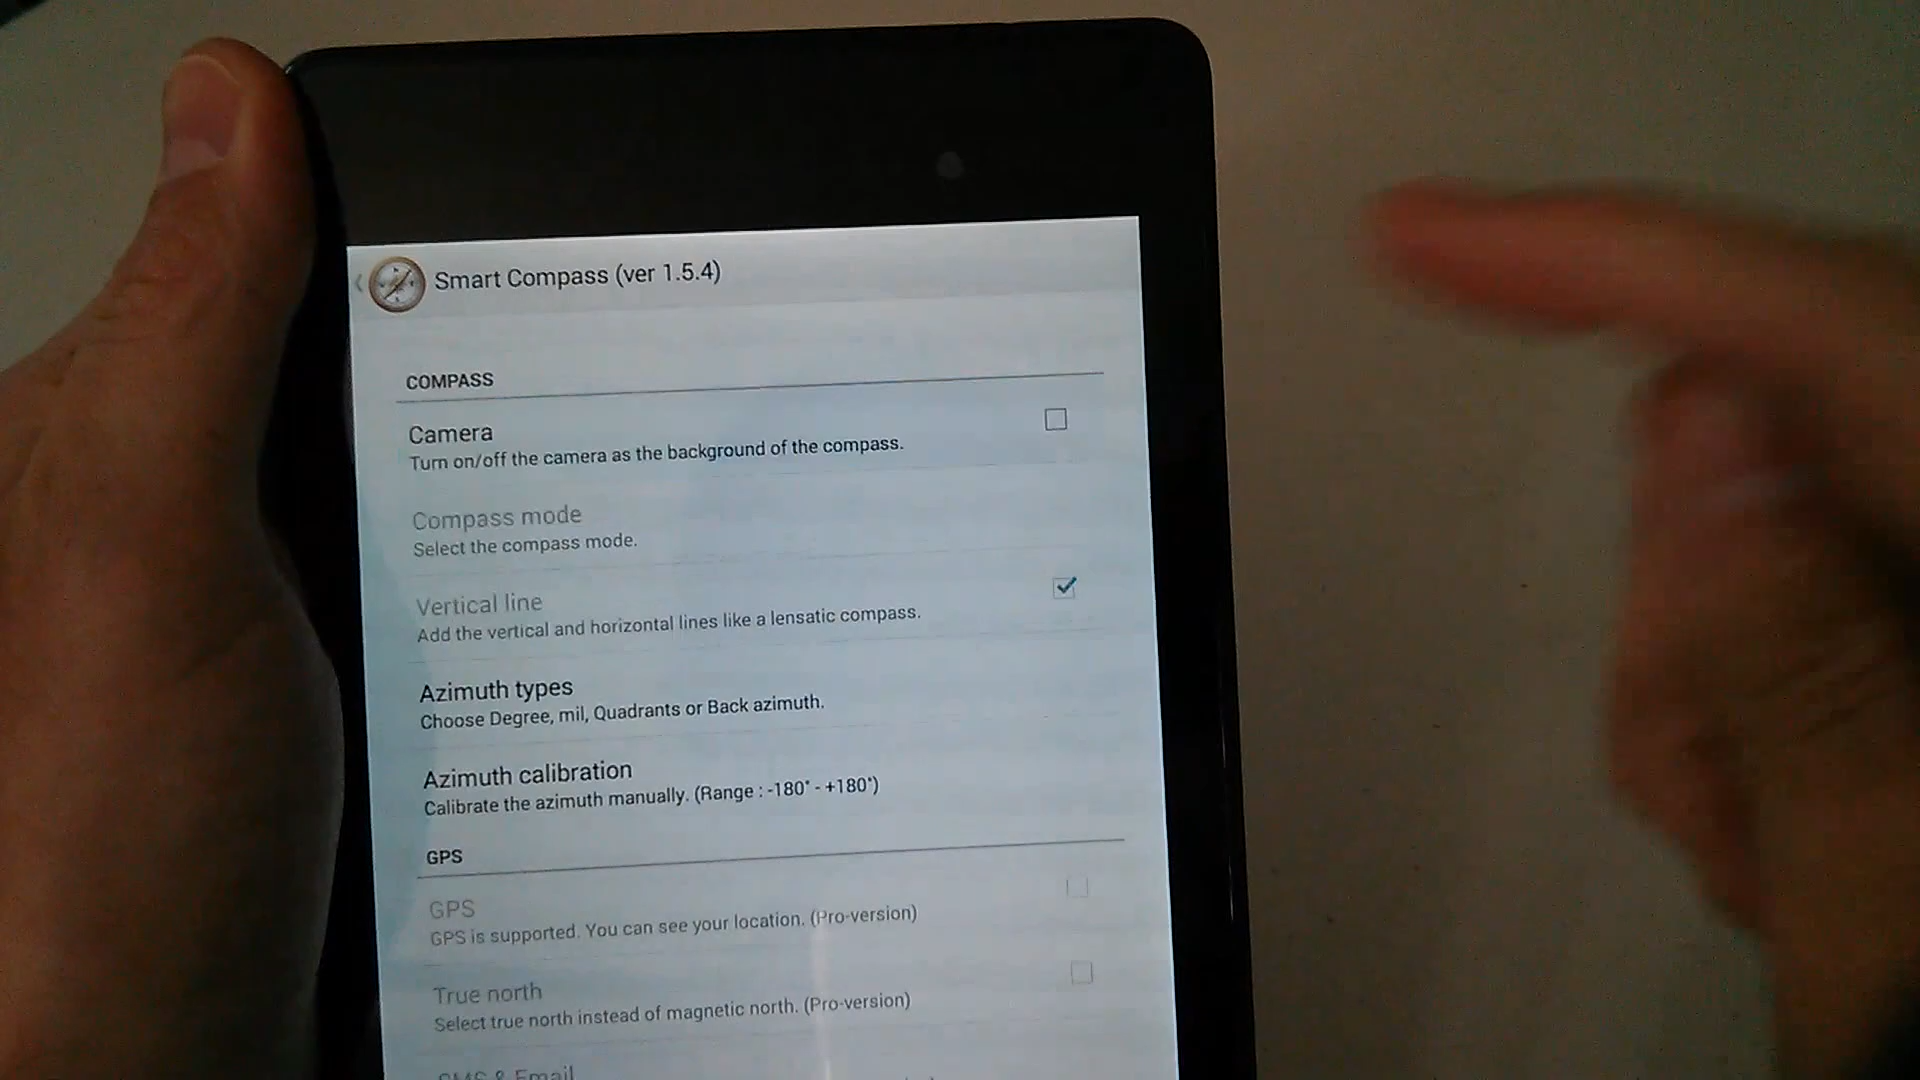 Smart Compass (ver 1.5.4)
COMPASS
Camera
Turn on/off the camera as the background of the compass.
Compass mode
Select the compass mode.
Vertical line
Add the vertical and horizontal lines like a lensatic compass.
Azimuth types
Choose Degree, mil, Quadrants or Back azimuth.
Azimuth calibration
Calibrate the azimuth manually. (Range : -180° - +180°)
GPS
GPS
GPS is supported. You can see your location. (Pro-version)
True north
Select true north instead of magnetic north. (Pro-version)
SMS & Email